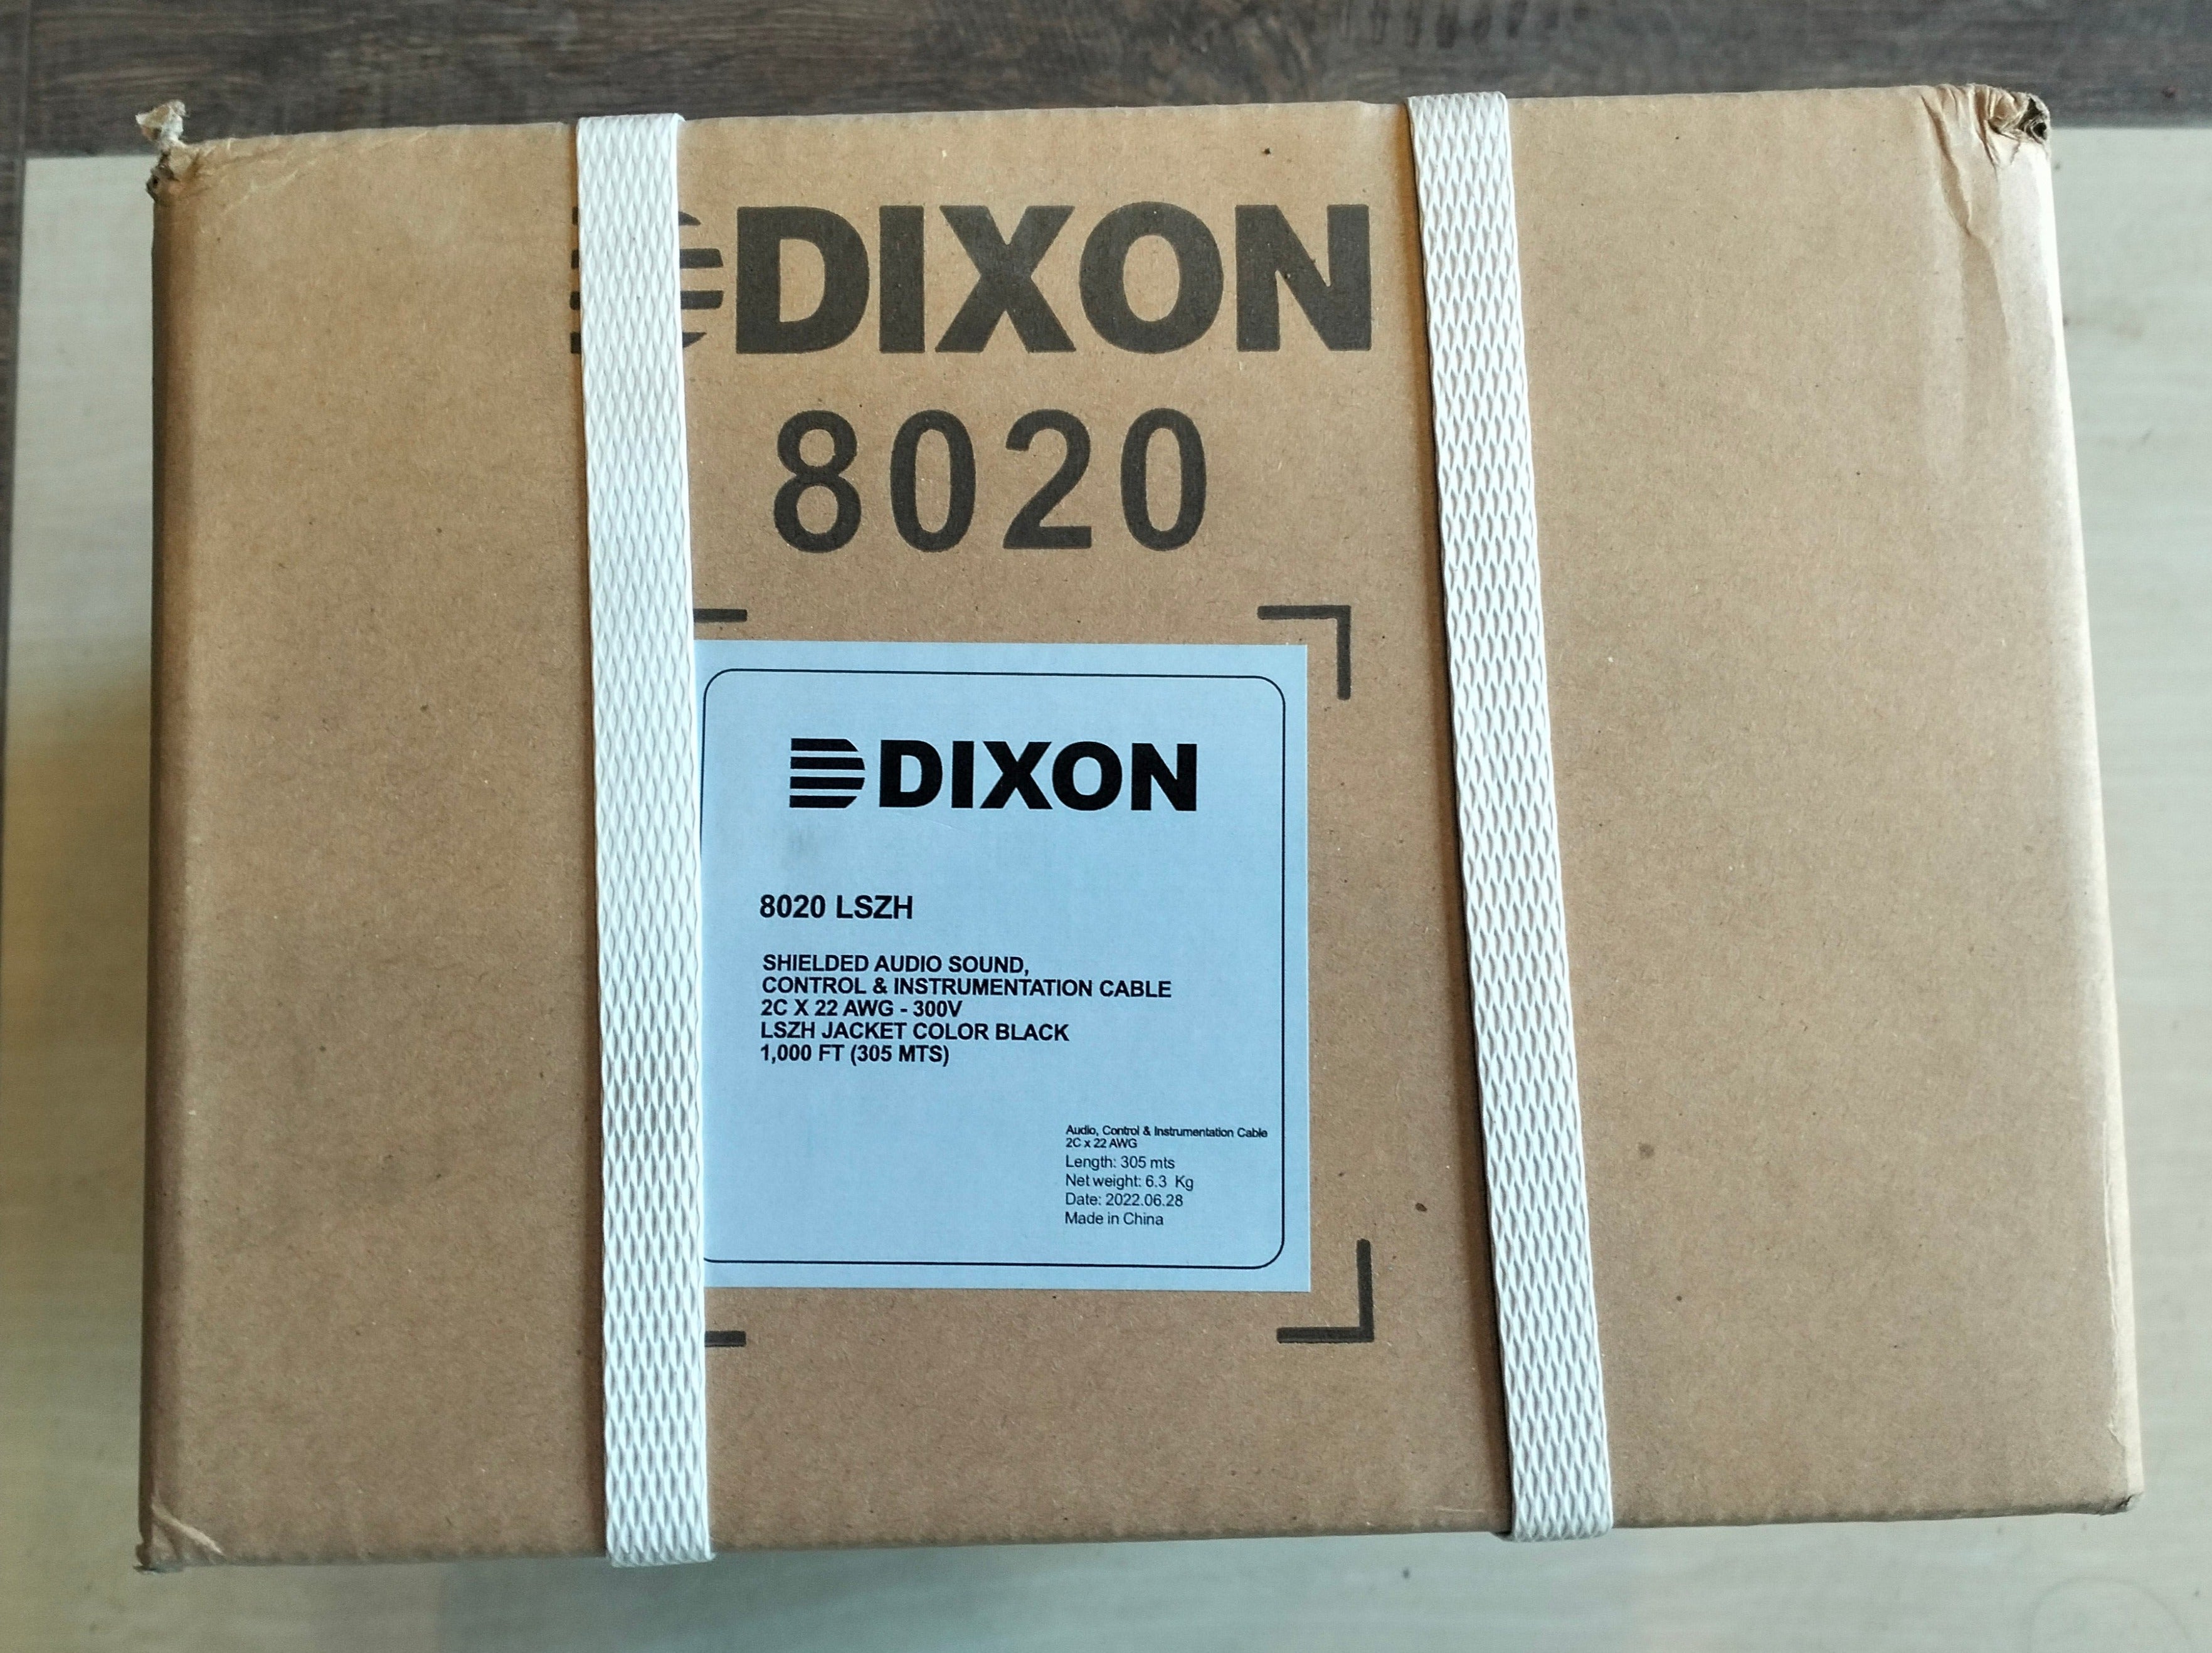 DIXON
8020
DIXON
8020 LSZH
SHIELDED AUDIO SOUND,
CONTROL & INSTRUMENTATION CABLE
2C X 22 AWG - 300V
LSZH JACKET COLOR BLACK
1,000 FT (305 MTS)
Audio, Control & Instrumentation Cable
2C x 22 AWG
Length: 305 mts
Net weight: 6.3 Kg
Date: 2022.06.28
Made in China